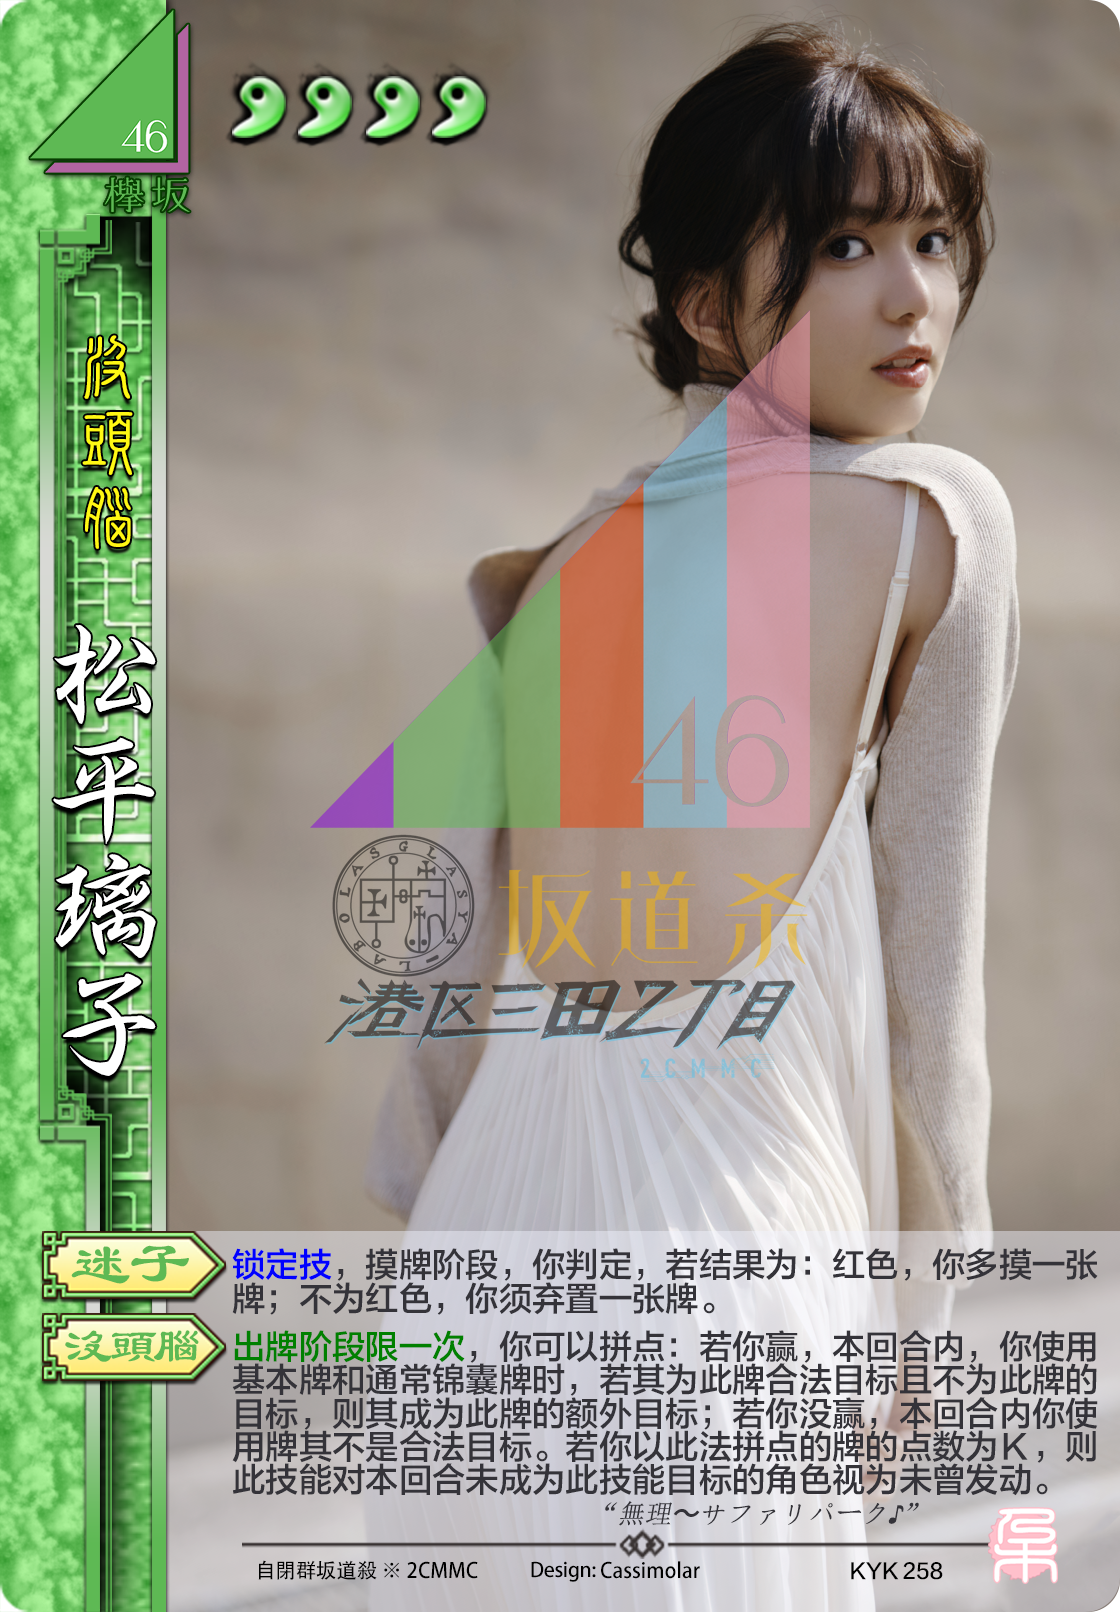 46
欅坂
沒頭腦
松平璃子
46
GLASYA-LABOLAS
坂道杀
港区三田2丁目
2CMMC
迷子
锁定技，摸牌阶段，你判定，若结果为：红色，你多摸一张
牌；不为红色，你须弃置一张牌。
沒頭腦
出牌阶段限一次，你可以拼点：若你赢，本回合内，你使用
基本牌和通常锦囊牌时，若其为此牌合法目标且不为此牌的
目标，则其成为此牌的额外目标；若你没赢，本回合内你使
用牌其不是合法目标。若你以此法拼点的牌的点数为K，则
此技能对本回合未成为此技能目标的角色视为未曾发动。
“無理〜サファリパーク♪”
自閉群坂道殺 ※ 2CMMC
Design: Cassimolar
KYK 258